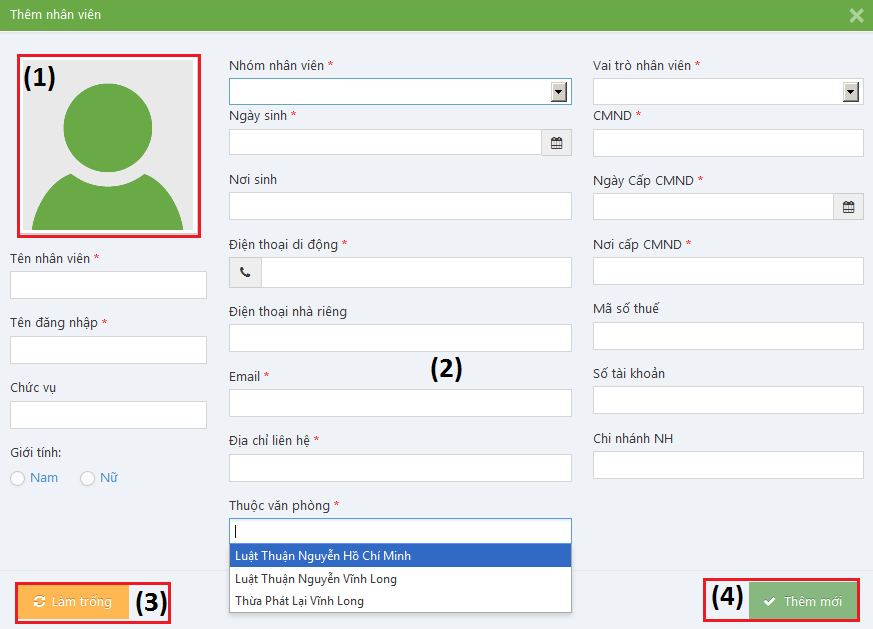 Thêm nhân viên
(1)
Tên nhân viên *
Tên đăng nhập *
Chức vụ
Giới tính:
Nam
Nữ
Nhóm nhân viên *
Ngày sinh *
Nơi sinh
Điện thoại di động *
Điện thoại nhà riêng
(2)
Email *
Địa chỉ liên hệ *
Thuộc văn phòng *
Luật Thuận Nguyễn Hồ Chí Minh
Luật Thuận Nguyễn Vĩnh Long
Thừa Phát Lại Vĩnh Long
Vai trò nhân viên *
CMND *
Ngày Cấp CMND *
Nơi cấp CMND *
Mã số thuế
Số tài khoản
Chi nhánh NH
Làm trống
(3)
(4)
Thêm mới